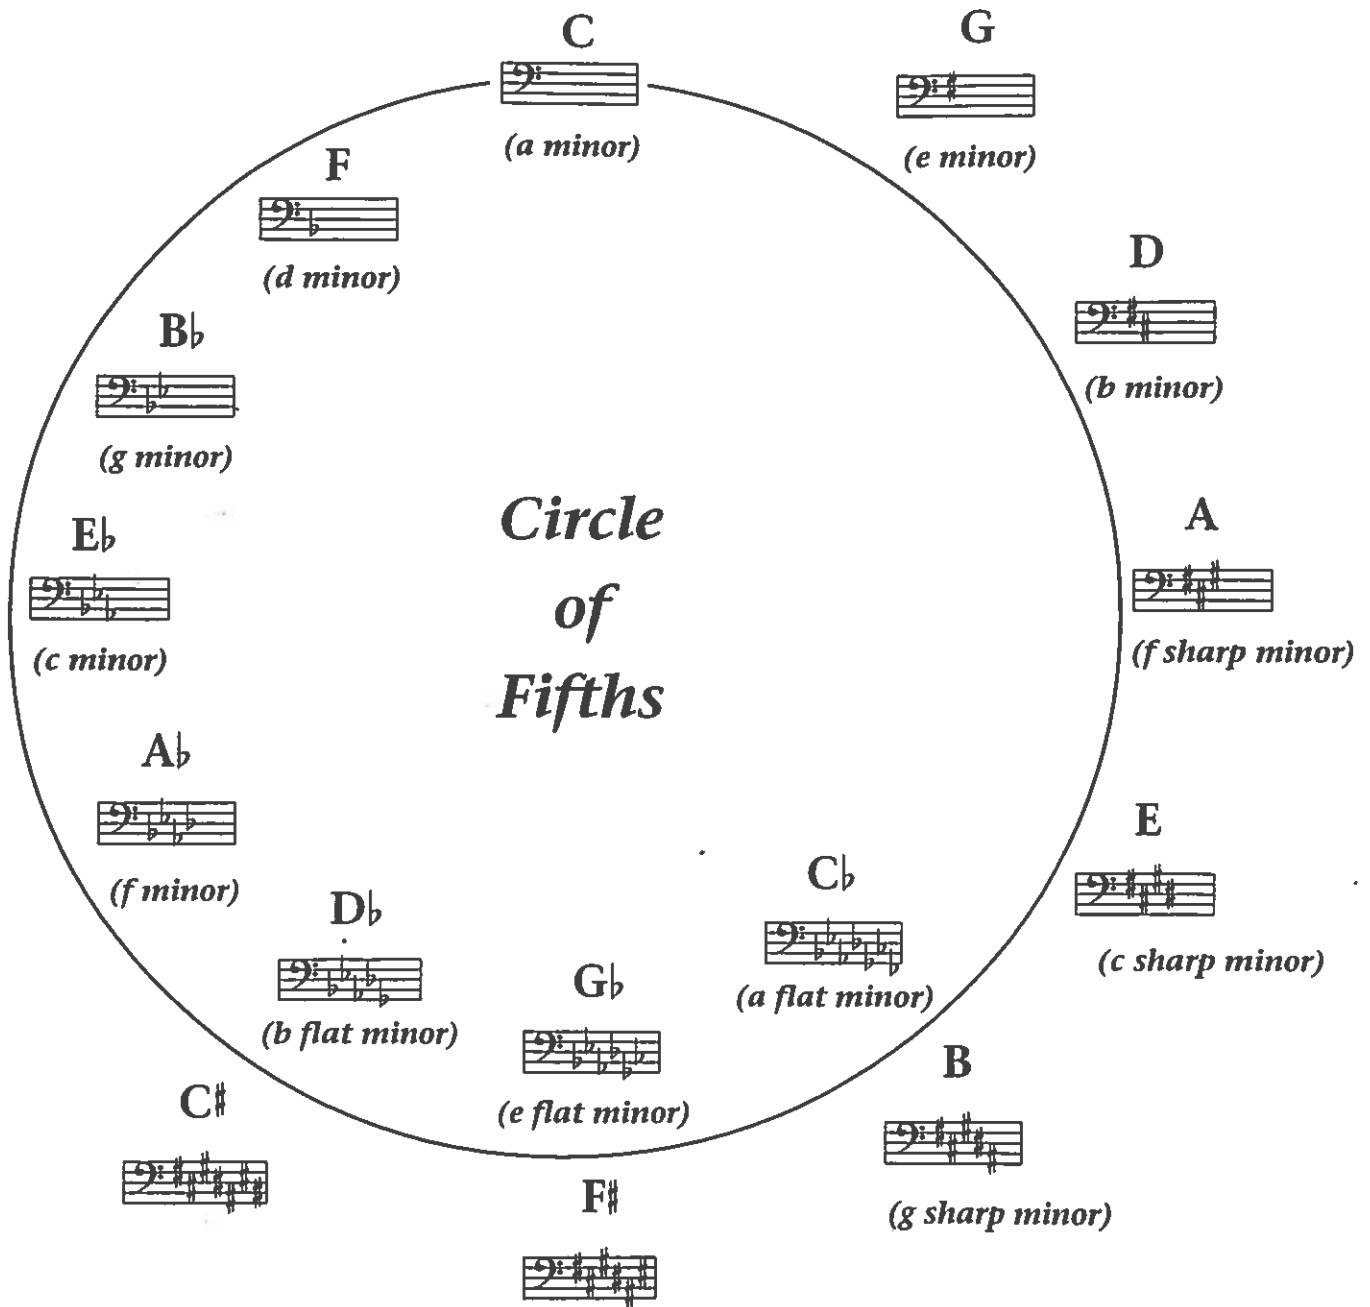 C
(a minor)
G
(e minor)
D
(b minor)
A
(f sharp minor)
E
(c sharp minor)
B
(g sharp minor)
F♯
C♯
F
(d minor)
B♭
(g minor)
E♭
(c minor)
A♭
(f minor)
D♭
(b flat minor)
G♭
(e flat minor)
C♭
(a flat minor)
Circle
of
Fifths